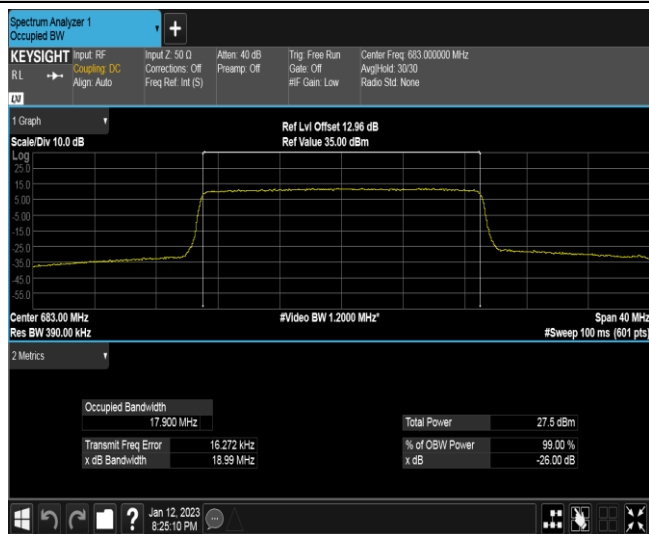 Spectrum Analyzer 1
Occupied BW
+
KEYSIGHT
RL
LXI
Input: RF
Coupling: DC
Align: Auto
Input Z: 50 Ω
Corrections: Off
Freq Ref: Int (S)
Atten: 40 dB
Preamp: Off
Trig: Free Run
Gate: Off
#IF Gain: Low
Center Freq: 683.000000 MHz
Avg|Hold: 30/30
Radio Std: None
1 Graph
Scale/Div 10.0 dB
Ref Lvl Offset 12.96 dB
Ref Value 35.00 dBm
Log
25.0
15.0
5.00
-5.00
-15.0
-25.0
-35.0
-45.0
-55.0
Center 683.00 MHz
Res BW 390.00 kHz
#Video BW 1.2000 MHz*
Span 40 MHz
#Sweep 100 ms (601 pts)
2 Metrics
Occupied Bandwidth
17.900 MHz
Transmit Freq Error 16.272 kHz
x dB Bandwidth 18.99 MHz
Total Power 27.5 dBm
% of OBW Power 99.00 %
x dB -26.00 dB
?
Jan 12, 2023
8:25:10 PM